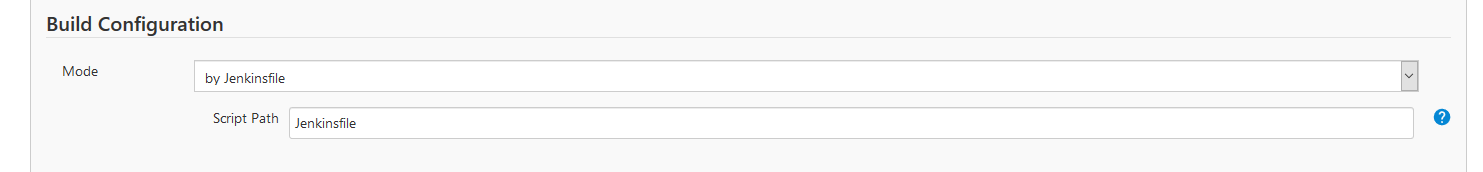 Build Configuration
Mode
by Jenkinsfile
Script Path
Jenkinsfile
?